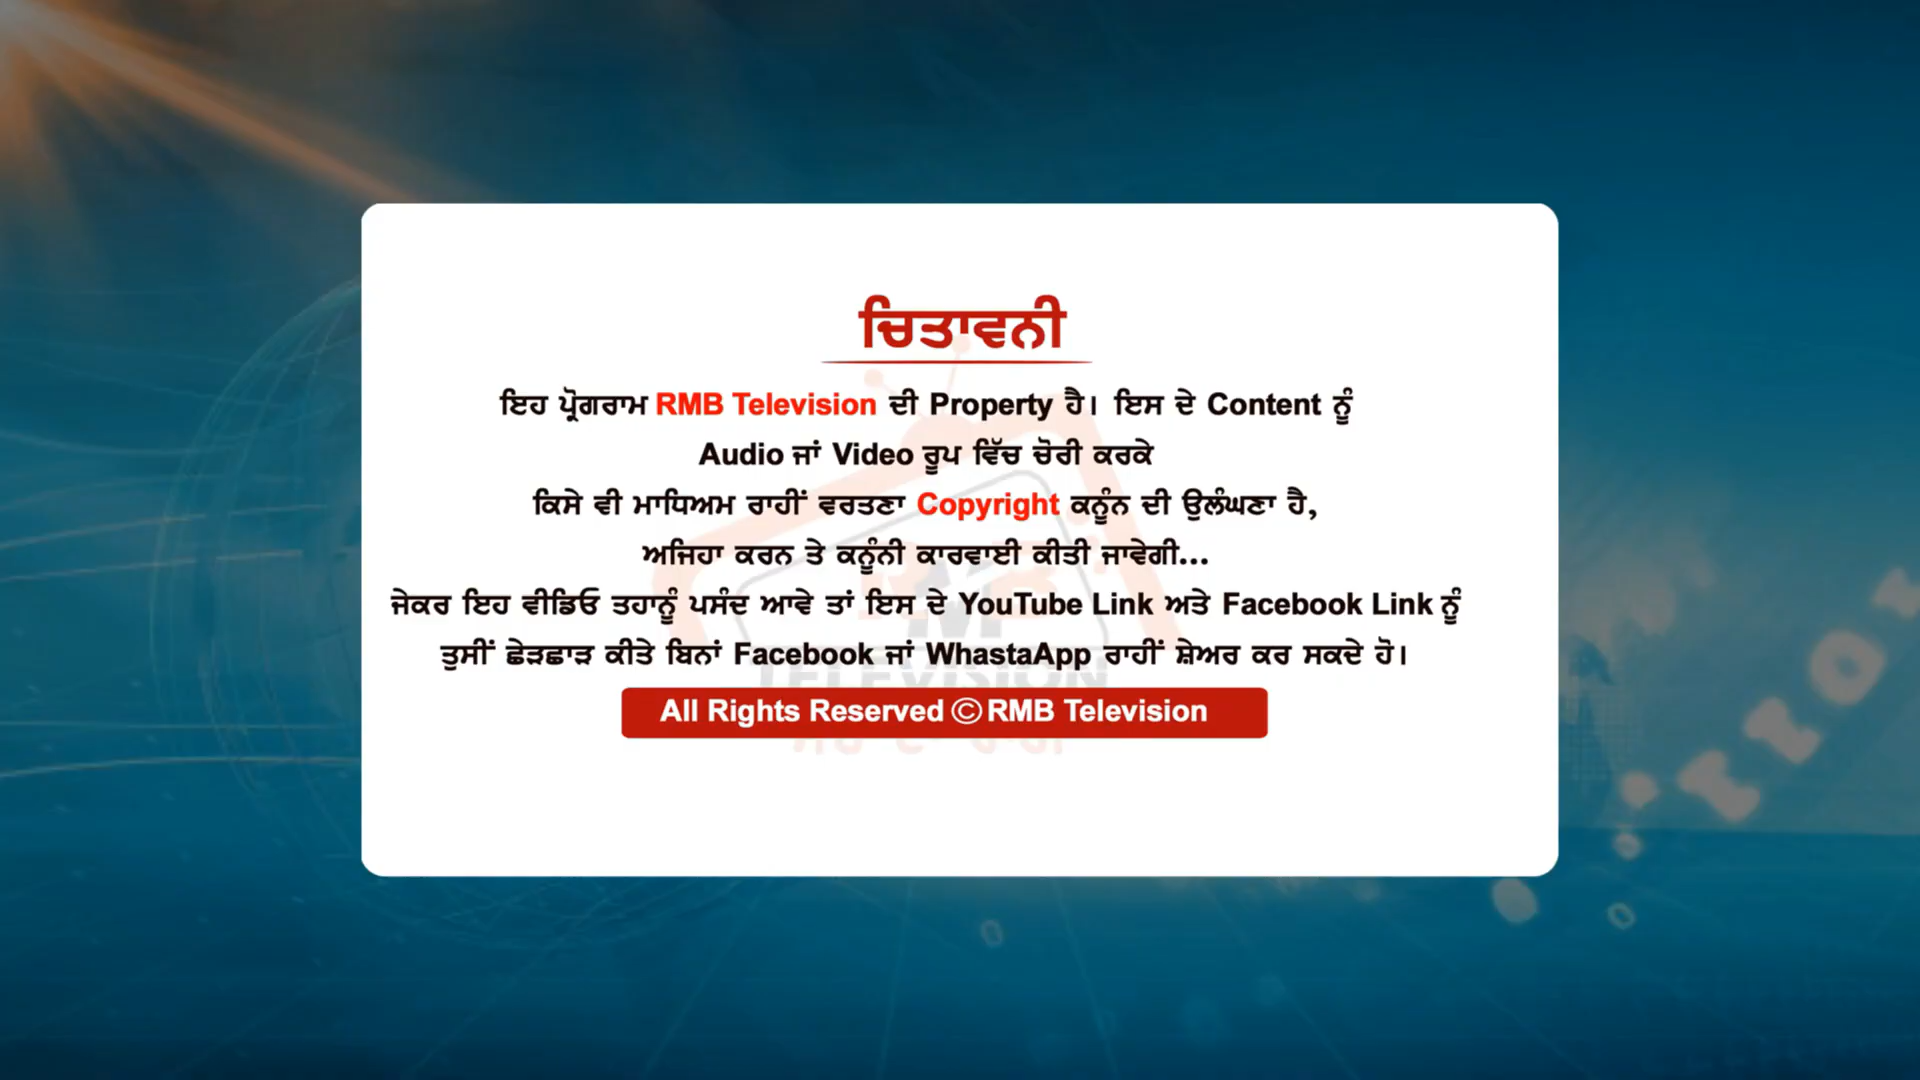 ਚਿਤਾਵਨੀ
ਇਹ ਪ੍ਰੋਗਰਾਮ RMB Television ਦੀ Property ਹੈ। ਇਸ ਦੇ Content ਨੂੰ
Audio ਜਾਂ Video ਰੂਪ ਵਿੱਚ ਚੋਰੀ ਕਰਕੇ
ਕਿਸੇ ਵੀ ਮਾਧਿਅਮ ਰਾਹੀਂ ਵਰਤਣਾ Copyright ਕਨੂੰਨ ਦੀ ਉਲੰਘਣਾ ਹੈ,
ਅਜਿਹਾ ਕਰਨ ਤੇ ਕਨੂੰਨੀ ਕਾਰਵਾਈ ਕੀਤੀ ਜਾਵੇਗੀ...
ਜੇਕਰ ਇਹ ਵੀਡਿਓ ਤਹਾਨੂੰ ਪਸੰਦ ਆਵੇ ਤਾਂ ਇਸ ਦੇ YouTube Link ਅਤੇ Facebook Link ਨੂੰ
ਤੁਸੀਂ ਛੇੜਛਾੜ ਕੀਤੇ ਬਿਨਾਂ Facebook ਜਾਂ WhastaApp ਰਾਹੀਂ ਸ਼ੇਅਰ ਕਰ ਸਕਦੇ ਹੋ।
TELEVISION
All Rights Reserved © RMB Television